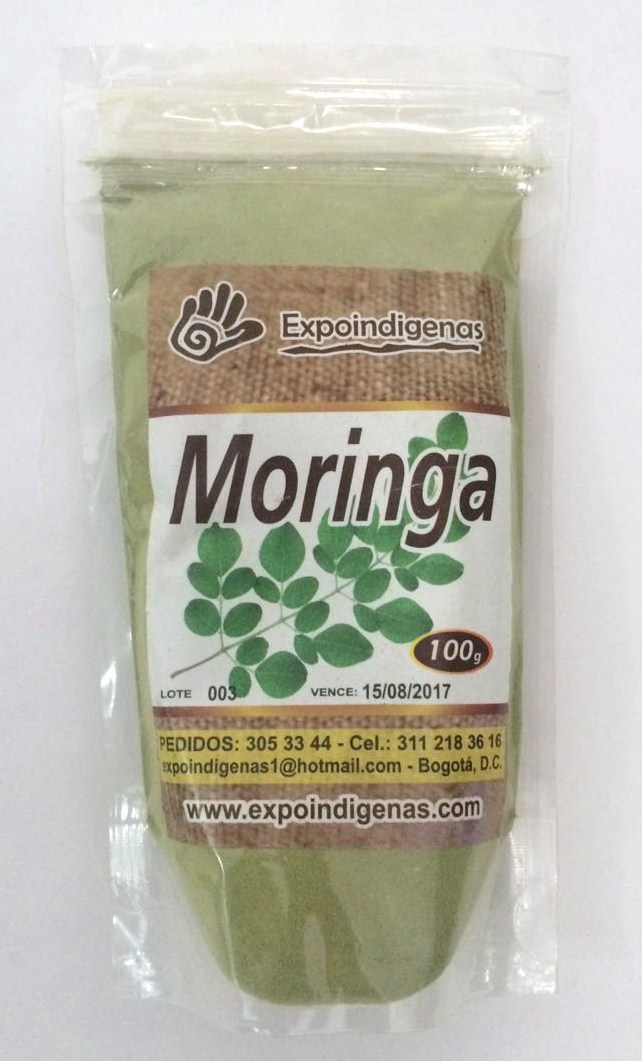 Expoindigenas
Moringa
100g
LOTE 003 VENCE: 15/08/2017
PEDIDOS: 305 33 44 - Cel.: 311 218 36 16
expoindigenas1@hotmail.com - Bogotá, D.C.
www.expoindigenas.com